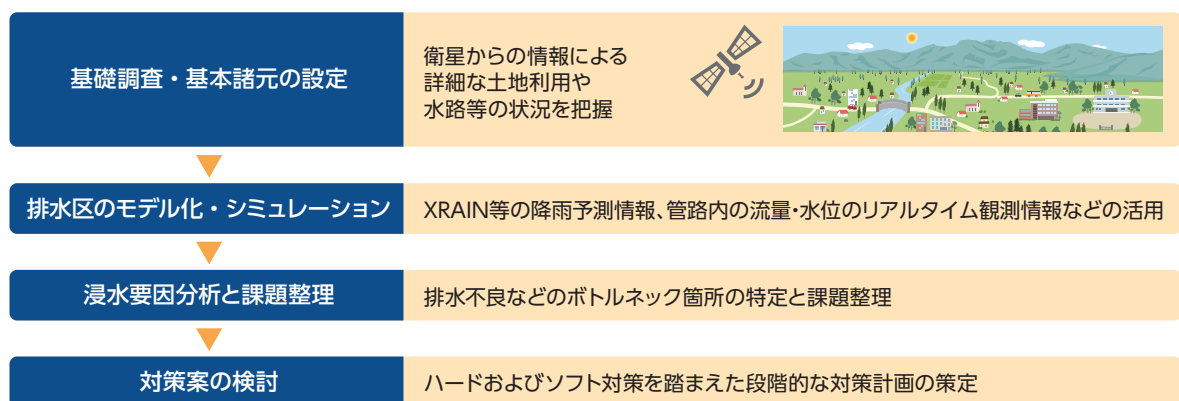 基礎調査・基本諸元の設定
衛星からの情報による
詳細な土地利用や
水路等の状況を把握
排水区のモデル化・シミュレーション
XRAIN等の降雨予測情報、管路内の流量・水位のリアルタイム観測情報などの活用
浸水要因分析と課題整理
排水不良などのボトルネック箇所の特定と課題整理
対策案の検討
ハードおよびソフト対策を踏まえた段階的な対策計画の策定